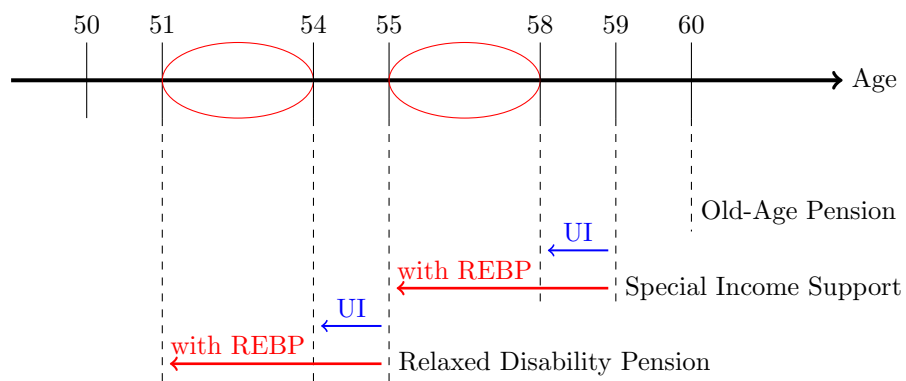 50 51 54 55 58 59 60
Age
Old-Age Pension
UI
with REBP
Special Income Support
UI
with REBP
Relaxed Disability Pension